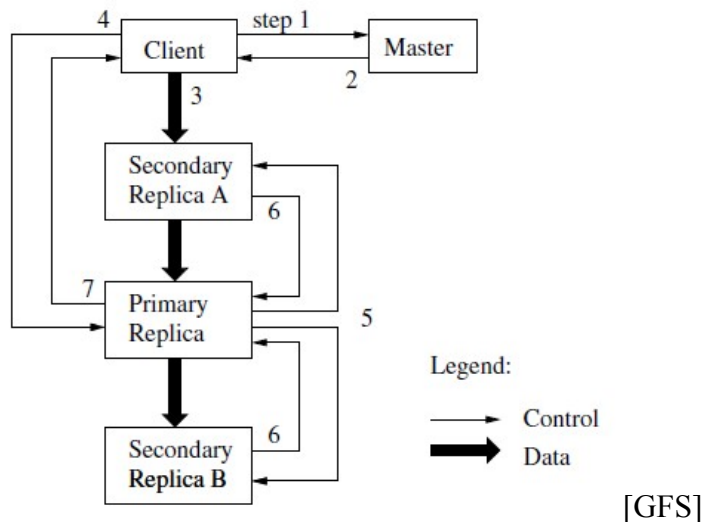 4
step 1
Client
Master
2
3
Secondary
Replica A
6
7
Primary
Replica
5
Legend:
Control
Data
6
Secondary
Replica B
[GFS]